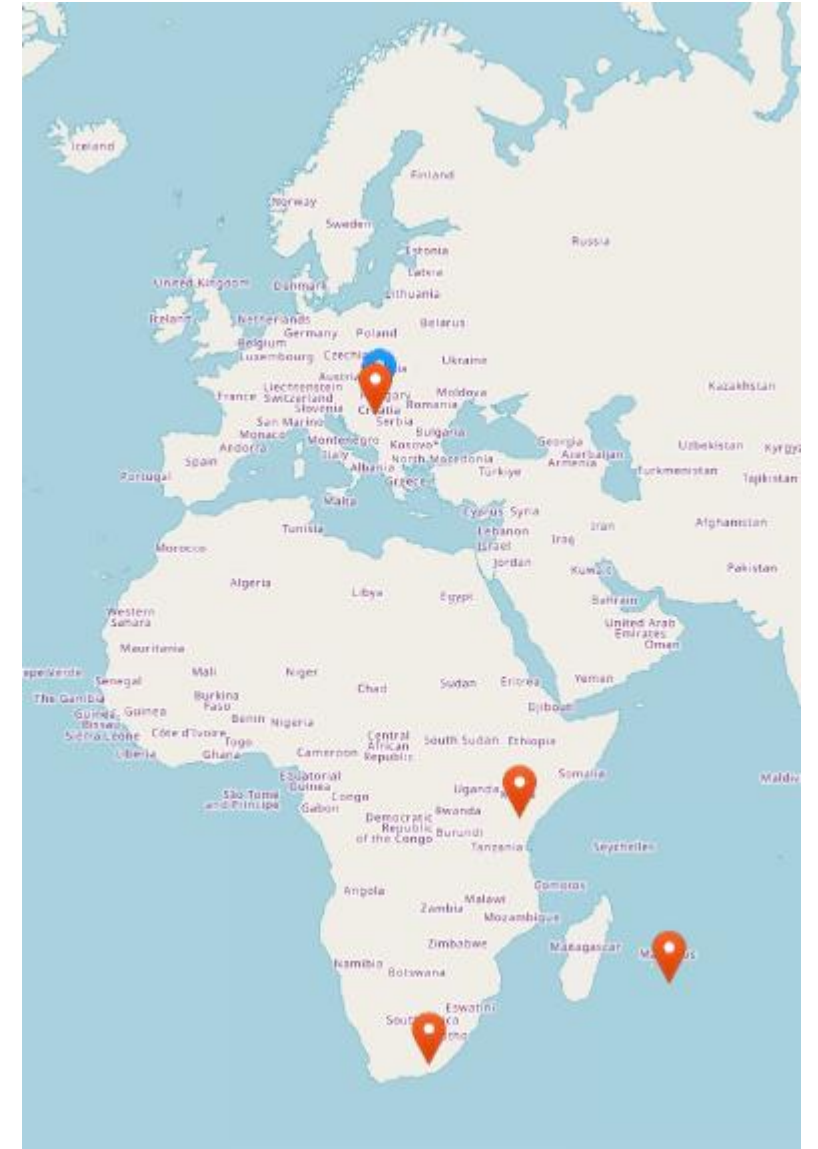 Iceland
Finland
Norway
Sweden
Russia
Estonia
Latvia
United Kingdom
Denmark
Lithuania
Ireland
Netherlands
Belarus
Germany
Poland
Belgium
Luxembourg
Czechia
Ukraine
Austria
Liechtenstein
Kazakhstan
France
Switzerland
Moldova
Slovenia
Croatia
Romania
San Marino
Serbia
Monaco
Bulgaria
Montenegro
Kosovo*
Georgia
Uzbekistan
Andorra
Italy
North Macedonia
Azerbaijan
Armenia
Spain
Albania
Türkiye
Turkmenistan
Portugal
Greece
Tajikistan
Malta
Cyprus
Syria
Tunisia
Lebanon
Iran
Afghanistan
Morocco
Israel
Iraq
Jordan
Kuwait
Pakistan
Algeria
Libya
Egypt
Bahrain
Western
Sahara
United Arab
Emirates
Oman
Mauritania
Mali
Niger
Senegal
Chad
Sudan
Eritrea
Yemen
The Gambia
Burkina
Faso
Djibouti
Guinea-
Bissau
Guinea
Benin
Nigeria
Sierra Leone
Côte d'Ivoire
Togo
Central
African
Republic
South Sudan
Ethiopia
Liberia
Ghana
Cameroon
Equatorial
Guinea
Somalia
São Tomé
and Príncipe
Congo
Gabon
Uganda
Rwanda
Democratic
Republic
of the Congo
Burundi
Tanzania
Seychelles
Angola
Comoros
Malawi
Zambia
Mozambique
Zimbabwe
Madagascar
Namibia
Botswana
Eswatini